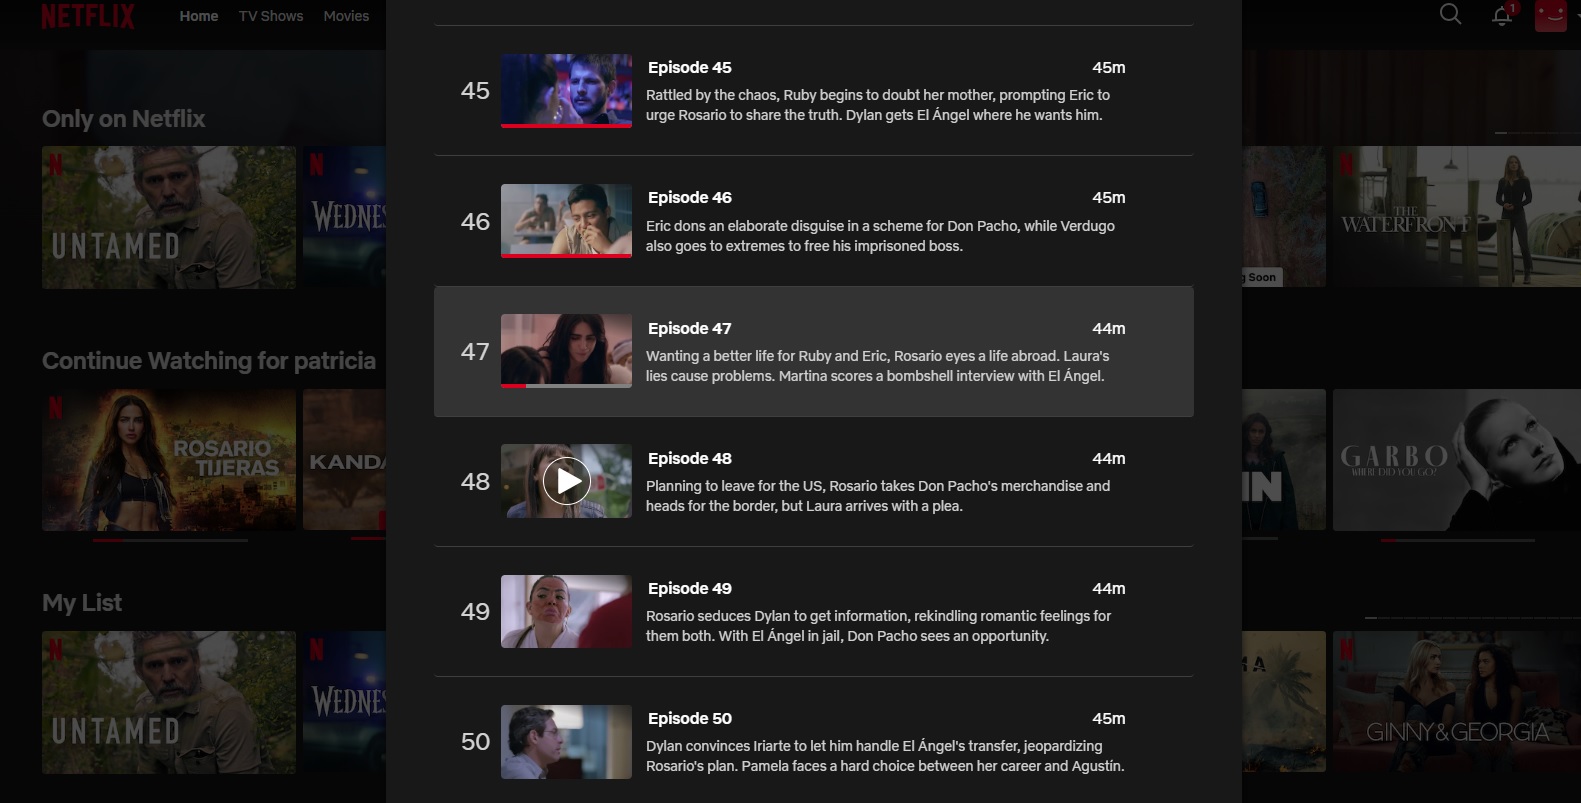 NETFLIX
Home TV Shows Movies
1
Only on Netflix
N
UNTAMED
N
WEDNES
g Soon
N
THE
WATERFRONT
Continue Watching for patricia
N
ROSARIO
TIJERAS
KANDA
IN
GARBO
WHERE DID YOU GO?
My List
N
UNTAMED
N
WEDNES
MA
N
GINNY&GEORGIA
45
Episode 45
45m
Rattled by the chaos, Ruby begins to doubt her mother, prompting Eric to
urge Rosario to share the truth. Dylan gets El Ángel where he wants him.
46
Episode 46
45m
Eric dons an elaborate disguise in a scheme for Don Pacho, while Verdugo
also goes to extremes to free his imprisoned boss.
47
Episode 47
44m
Wanting a better life for Ruby and Eric, Rosario eyes a life abroad. Laura's
lies cause problems. Martina scores a bombshell interview with El Ángel.
48
Episode 48
44m
Planning to leave for the US, Rosario takes Don Pacho's merchandise and
heads for the border, but Laura arrives with a plea.
49
Episode 49
44m
Rosario seduces Dylan to get information, rekindling romantic feelings for
them both. With El Ángel in jail, Don Pacho sees an opportunity.
50
Episode 50
45m
Dylan convinces Iriarte to let him handle El Ángel's transfer, jeopardizing
Rosario's plan. Pamela faces a hard choice between her career and Agustín.